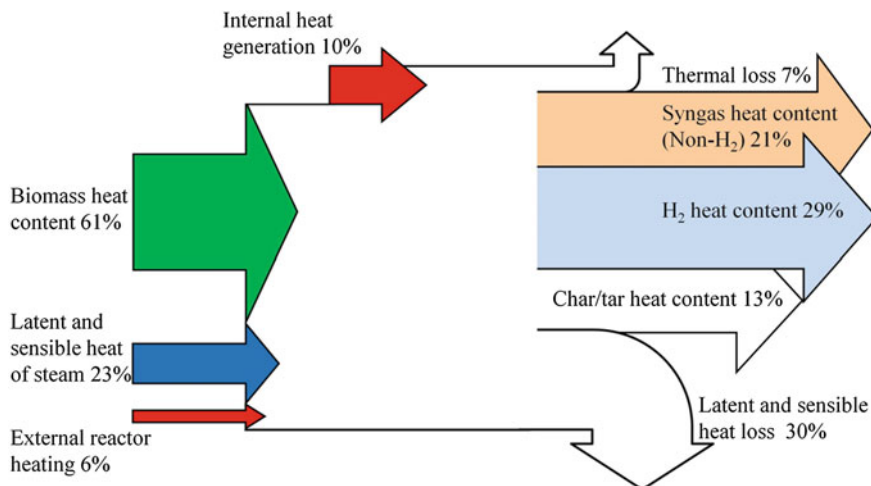 Internal heat
generation 10%
Thermal loss 7%
Syngas heat content
(Non-H₂) 21%
Biomass heat
content 61%
H₂ heat content 29%
Char/tar heat content 13%
Latent and
sensible heat
of steam 23%
Latent and sensible
heat loss 30%
External reactor
heating 6%